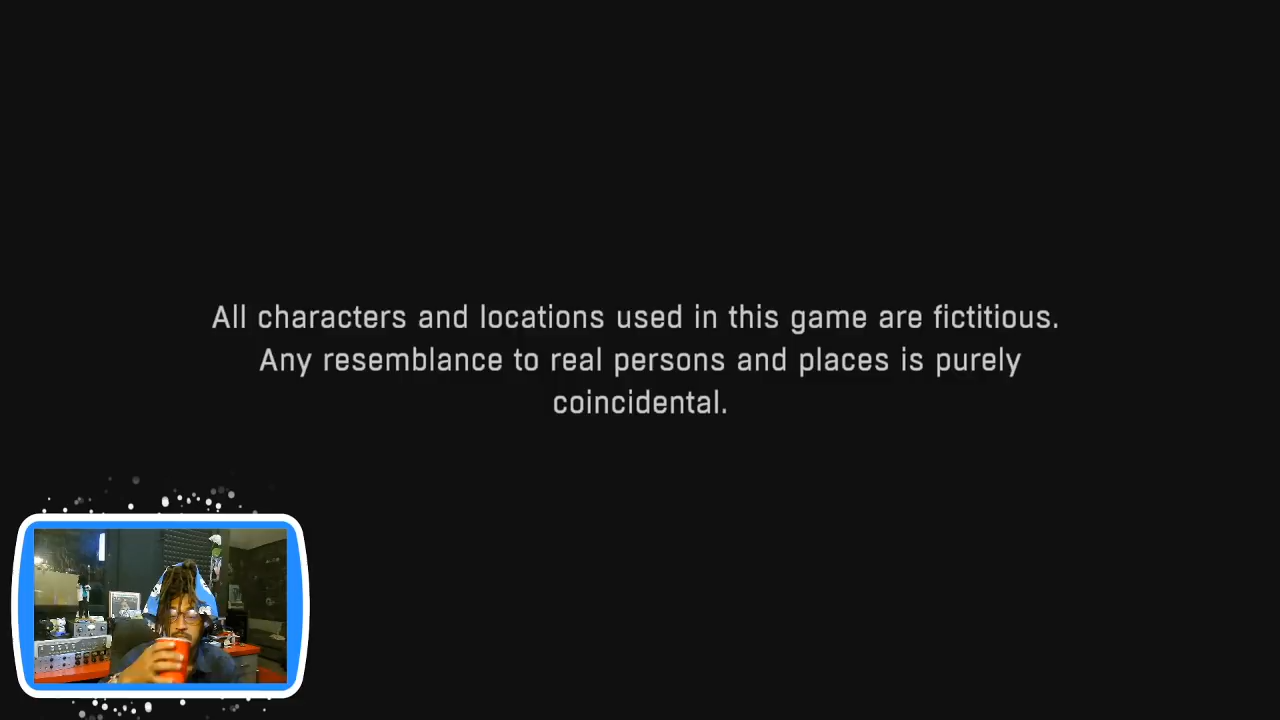 All characters and locations used in this game are fictitious.
Any resemblance to real persons and places is purely
coincidental.